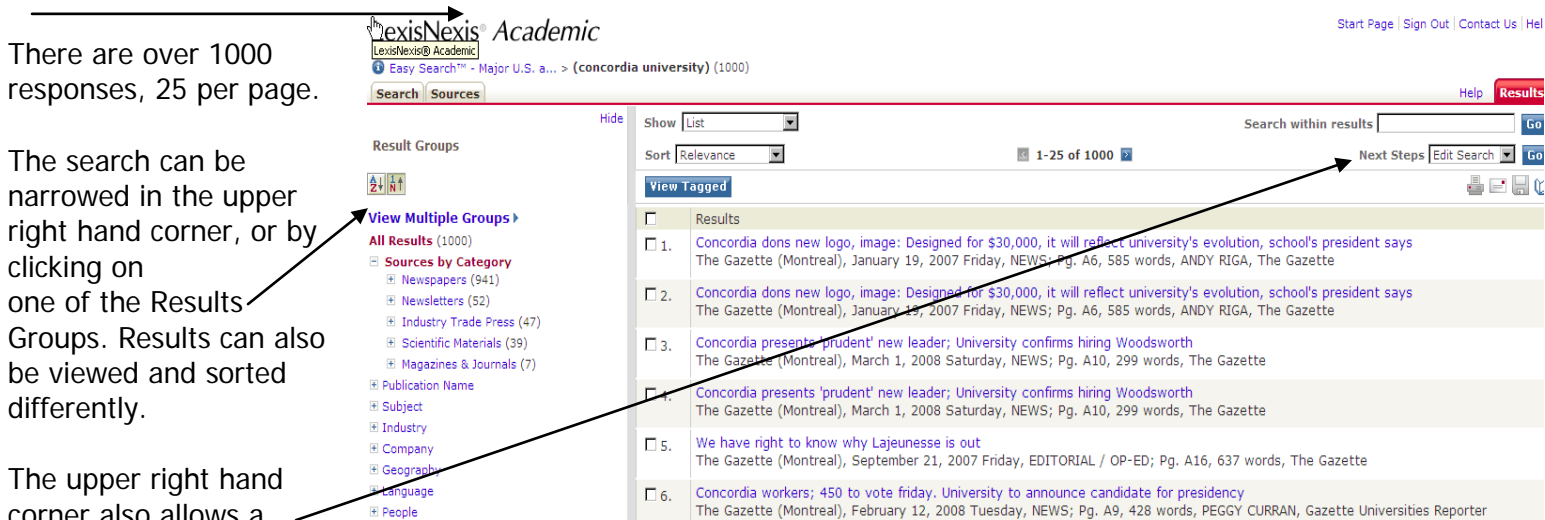 There are over 1000
responses, 25 per page.
The search can be
narrowed in the upper
right hand corner, or by
clicking on
one of the Results
Groups. Results can also
be viewed and sorted
differently.
The upper right hand
corner also allows a
LexisNexis® Academic
LexisNexis® Academic
Start Page | Sign Out | Contact Us | Hel
Easy Search™ - Major U.S. a... > (concordia university) (1000)
Search Sources
Help Results
Hide
Result Groups
View Multiple Groups
All Results (1000)
Sources by Category
Newspapers (941)
Newsletters (52)
Industry Trade Press (47)
Scientific Materials (39)
Magazines & Journals (7)
Publication Name
Subject
Industry
Company
Geography
Language
People
Show List
Search within results Go
Sort Relevance
1-25 of 1000
Next Steps Edit Search Go
View Tagged
Results
1. Concordia dons new logo, image: Designed for $30,000, it will reflect university's evolution, school's president says
The Gazette (Montreal), January 19, 2007 Friday, NEWS; Pg. A6, 585 words, ANDY RIGA, The Gazette
2. Concordia dons new logo, image: Designed for $30,000, it will reflect university's evolution, school's president says
The Gazette (Montreal), January 19, 2007 Friday, NEWS; Pg. A6, 585 words, ANDY RIGA, The Gazette
3. Concordia presents 'prudent' new leader; University confirms hiring Woodsworth
The Gazette (Montreal), March 1, 2008 Saturday, NEWS; Pg. A10, 299 words, The Gazette
4. Concordia presents 'prudent' new leader; University confirms hiring Woodsworth
The Gazette (Montreal), March 1, 2008 Saturday, NEWS; Pg. A10, 299 words, The Gazette
5. We have right to know why Lajeunesse is out
The Gazette (Montreal), September 21, 2007 Friday, EDITORIAL / OP-ED; Pg. A16, 637 words, The Gazette
6. Concordia workers; 450 to vote friday. University to announce candidate for presidency
The Gazette (Montreal), February 12, 2008 Tuesday, NEWS; Pg. A9, 428 words, PEGGY CURRAN, Gazette Universities Reporter